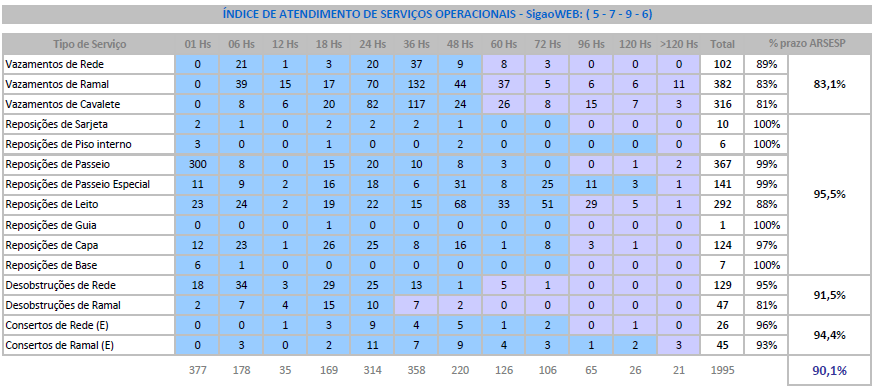 ÍNDICE DE ATENDIMENTO DE SERVIÇOS OPERACIONAIS - SigaoWEB: ( 5 - 7 - 9 - 6)
Tipo de Serviço 01 Hs 06 Hs 12 Hs 18 Hs 24 Hs 36 Hs 48 Hs 60 Hs 72 Hs 96 Hs 120 Hs >120 Hs Total % prazo ARSESP
Vazamentos de Rede 0 21 1 3 20 37 9 8 3 0 0 0 102 89%
Vazamentos de Ramal 0 39 15 17 70 132 44 37 5 6 6 11 382 83% 83,1%
Vazamentos de Cavalete 0 8 6 20 82 117 24 26 8 15 7 3 316 81%
Reposições de Sarjeta 2 1 0 2 2 2 1 0 0 0 0 0 10 100%
Reposições de Piso interno 3 0 0 1 0 0 2 0 0 0 0 0 6 100%
Reposições de Passeio 300 8 0 15 20 10 8 3 0 0 1 2 367 99%
Reposições de Passeio Especial 11 9 2 16 18 6 31 8 25 11 3 1 141 99%
95,5%
Reposições de Leito 23 24 2 19 22 15 68 33 51 29 5 1 292 88%
Reposições de Guia 0 0 0 1 0 0 0 0 0 0 0 0 1 100%
Reposições de Capa 12 23 1 26 25 8 16 1 8 3 1 0 124 97%
Reposições de Base 6 1 0 0 0 0 0 0 0 0 0 0 7 100%
Desobstruções de Rede 18 34 3 29 25 13 1 5 1 0 0 0 129 95%
91,5%
Desobstruções de Ramal 2 7 4 15 10 7 2 0 0 0 0 0 47 81%
Consertos de Rede (E) 0 0 1 3 9 4 5 1 2 0 1 0 26 96%
94,4%
Consertos de Ramal (E) 0 3 0 2 11 7 9 4 3 1 2 3 45 93%
377 178 35 169 314 358 220 126 106 65 26 21 1995 90,1%